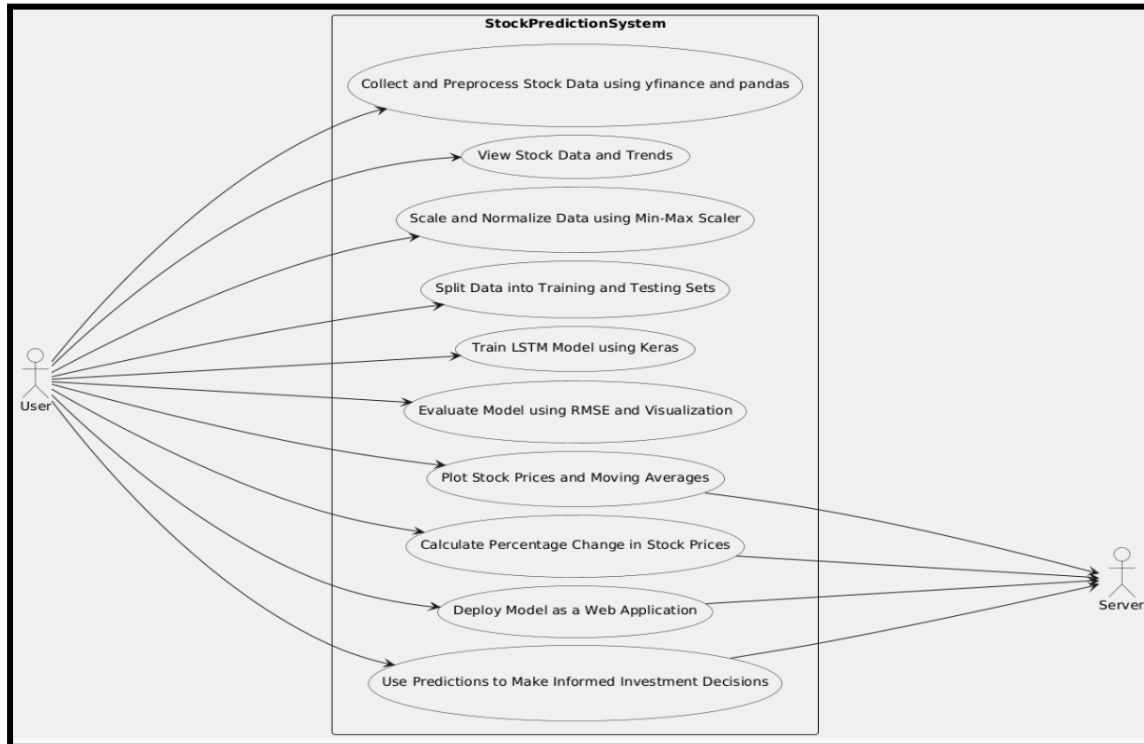 StockPredictionSystem
Collect and Preprocess Stock Data using yfinance and pandas
View Stock Data and Trends
Scale and Normalize Data using Min-Max Scaler
Split Data into Training and Testing Sets
Train LSTM Model using Keras
User
Evaluate Model using RMSE and Visualization
Plot Stock Prices and Moving Averages
Calculate Percentage Change in Stock Prices
Deploy Model as a Web Application
Server
Use Predictions to Make Informed Investment Decisions